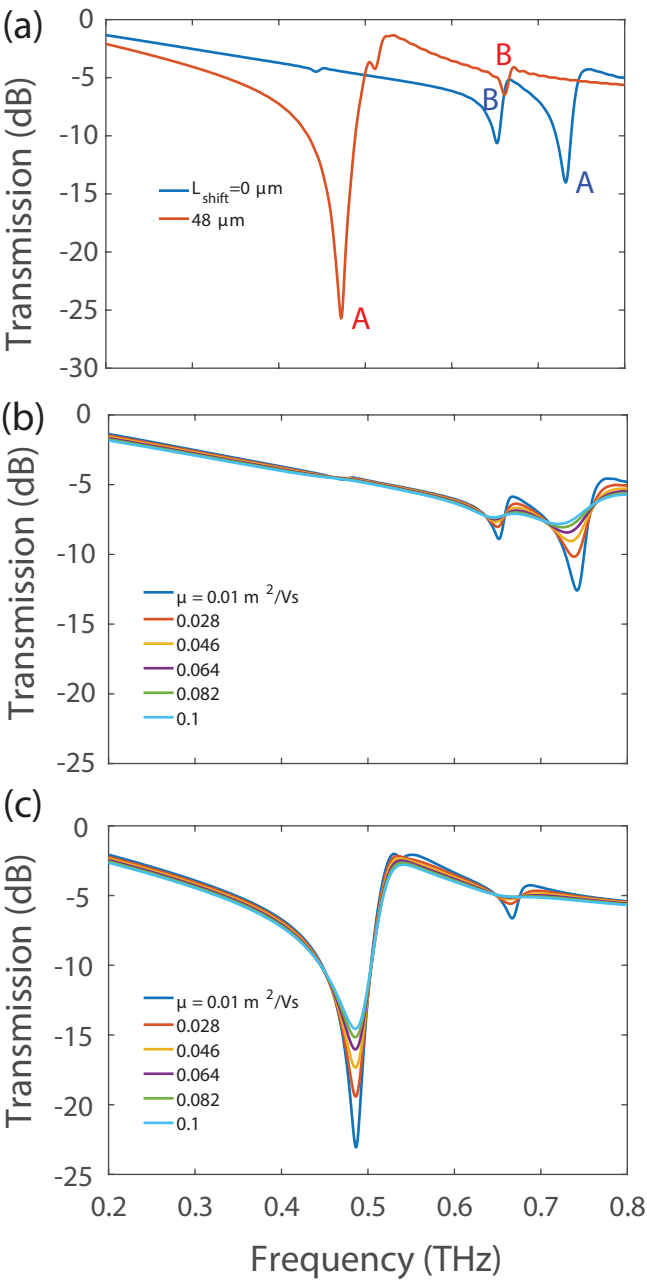 (a)
0
-5
-10
-15
-20
-25
-30
Transmission (dB)
B
B
A
A
L_shift=0 μm
48 μm
(b)
0
-5
-10
-15
-20
-25
Transmission (dB)
μ = 0.01 m ²/Vs
0.028
0.046
0.064
0.082
0.1
(c)
0
-5
-10
-15
-20
-25
Transmission (dB)
μ = 0.01 m ²/Vs
0.028
0.046
0.064
0.082
0.1
0.2 0.3 0.4 0.5 0.6 0.7 0.8
Frequency (THz)